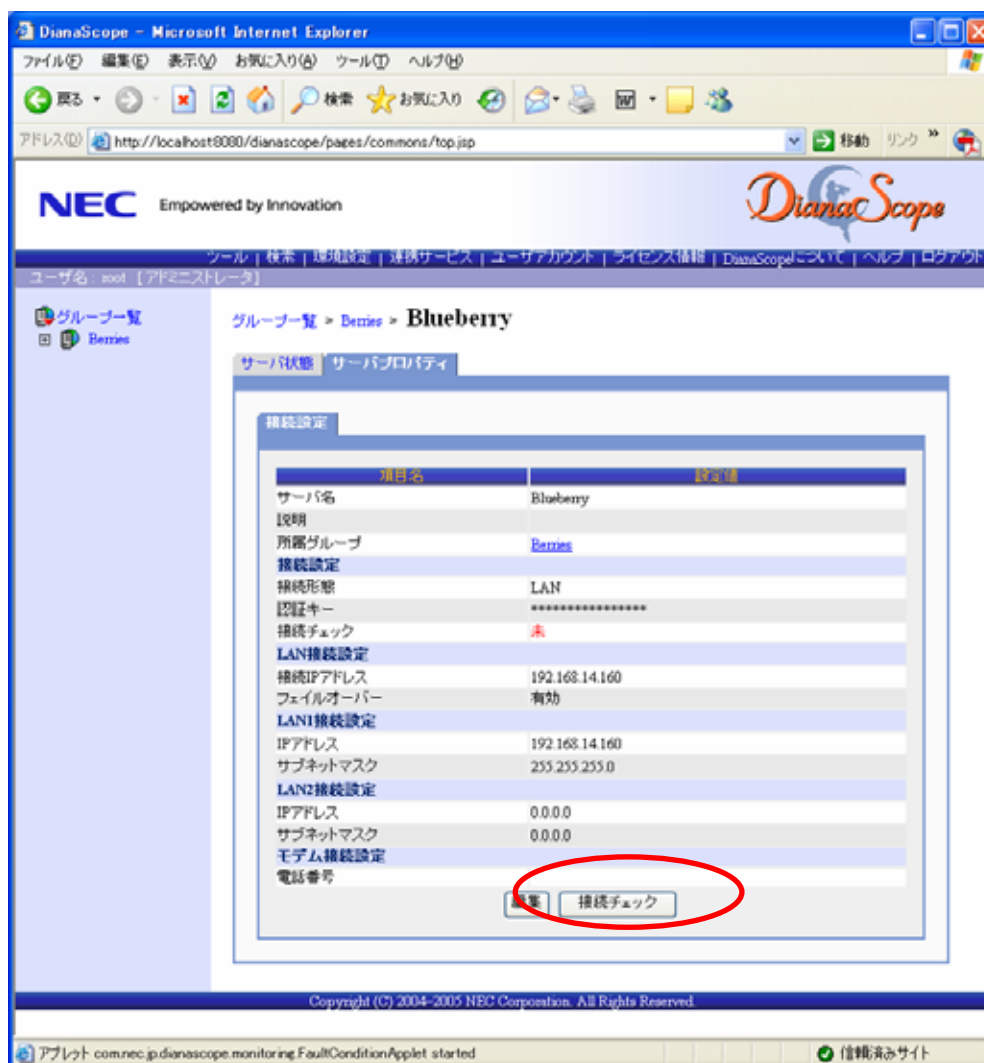 DianaScope - Microsoft Internet Explorer
ファイル(F) 編集(E) 表示(V) お気に入り(A) ツール(T) ヘルプ(H)
戻る 検索 お気に入り
アドレス(D) http://localhost:8080/dianascope/pages/commons/top.jsp 移動 リンク »
NEC Empowered by Innovation DianaScope
ツール | 検索 | 環境設定 | 連携サービス | ユーザアカウント | ライセンス情報 | DianaScopeについて | ヘルプ | ログアウト
ユーザ名 : root [アドミニストレータ]
グループ一覧
Berries
グループ一覧 > Berries > Blueberry
サーバ状態 サーバプロパティ
接続設定
項目名 設定値
サーバ名 Blueberry
説明
所属グループ Berries
接続設定
接続形態 LAN
認証キー ****************
接続チェック 未
LAN接続設定
接続IPアドレス 192.168.14.160
フェイルオーバー 有効
LAN1接続設定
IPアドレス 192.168.14.160
サブネットマスク 255.255.255.0
LAN2接続設定
IPアドレス 0.0.0.0
サブネットマスク 0.0.0.0
モデム接続設定
電話番号
編集 接続チェック
Copyright (C) 2004-2005 NEC Corporation. All Rights Reserved.
アプレット com.nec.jp.dianascope.monitoring.FaultConditionApplet started 信頼済みサイト